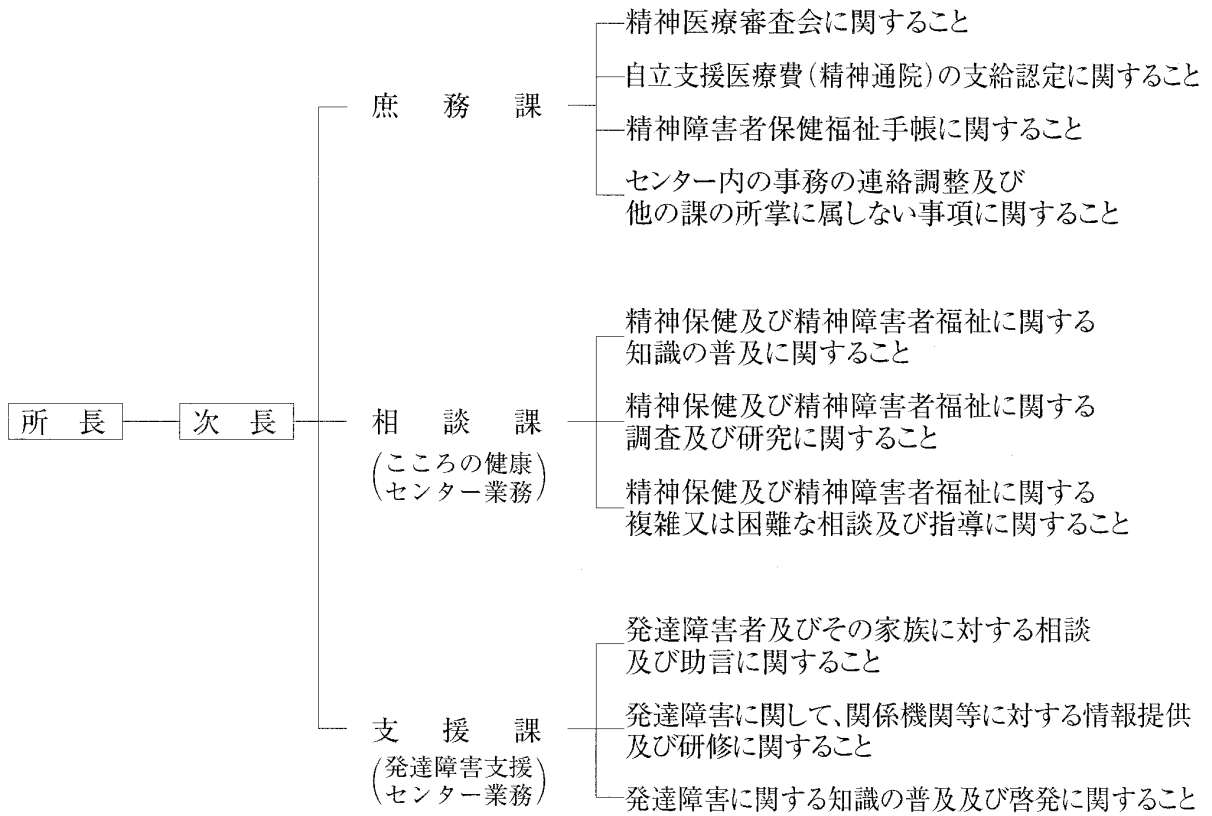 所長
次長
庶務課
精神医療審査会に関すること
自立支援医療費(精神通院)の支給認定に関すること
精神障害者保健福祉手帳に関すること
センター内の事務の連絡調整及び
他の課の所掌に属しない事項に関すること
相談課
(こころの健康
センター業務)
精神保健及び精神障害者福祉に関する
知識の普及に関すること
精神保健及び精神障害者福祉に関する
調査及び研究に関すること
精神保健及び精神障害者福祉に関する
複雑又は困難な相談及び指導に関すること
支援課
(発達障害支援
センター業務)
発達障害者及びその家族に対する相談
及び助言に関すること
発達障害に関して、関係機関等に対する情報提供
及び研修に関すること
発達障害に関する知識の普及及び啓発に関すること